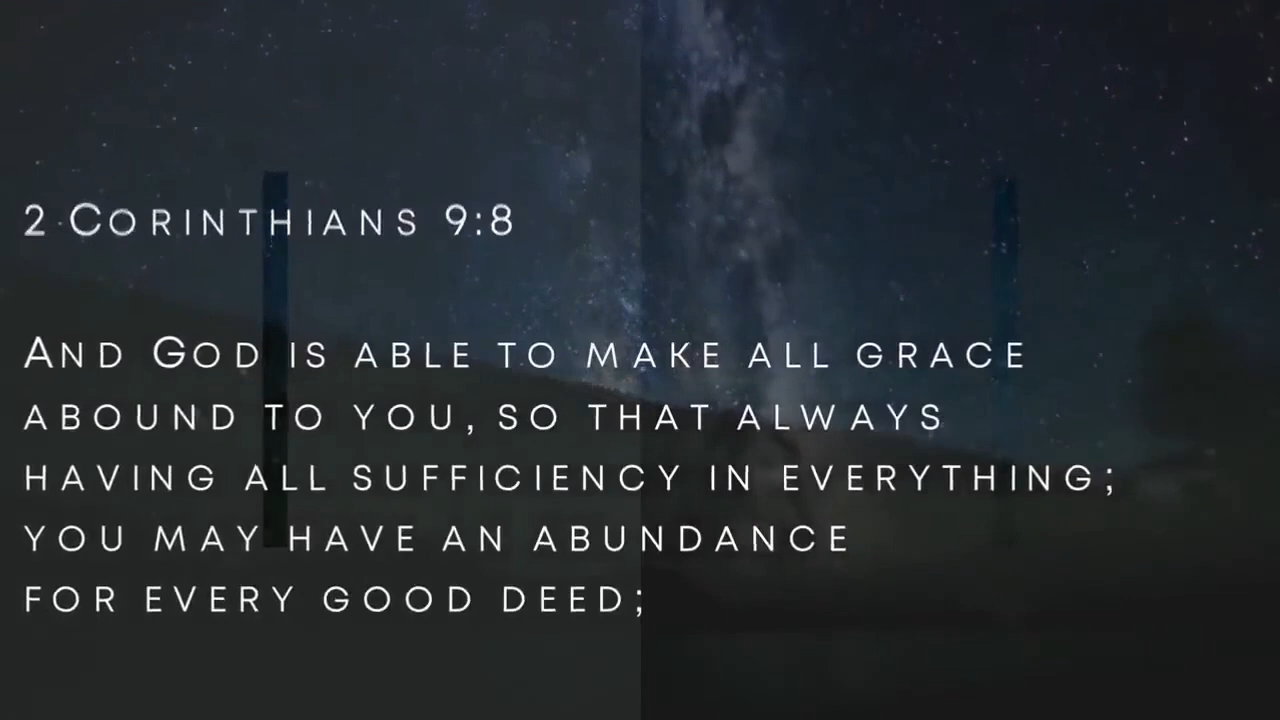 2 Corinthians 9:8
And God is able to make all grace
abound to you, so that always
having all sufficiency in everything;
you may have an abundance
for every good deed;